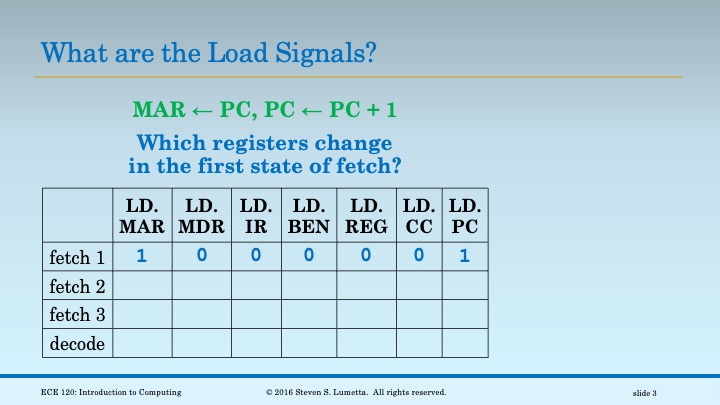 What are the Load Signals?
MAR ← PC, PC ← PC + 1
Which registers change
in the first state of fetch?
LD. LD. LD. LD. LD. LD. LD.
MAR MDR IR BEN REG CC PC
fetch 1 1 0 0 0 0 0 1
fetch 2
fetch 3
decode
ECE 120: Introduction to Computing © 2016 Steven S. Lumetta. All rights reserved. slide 3